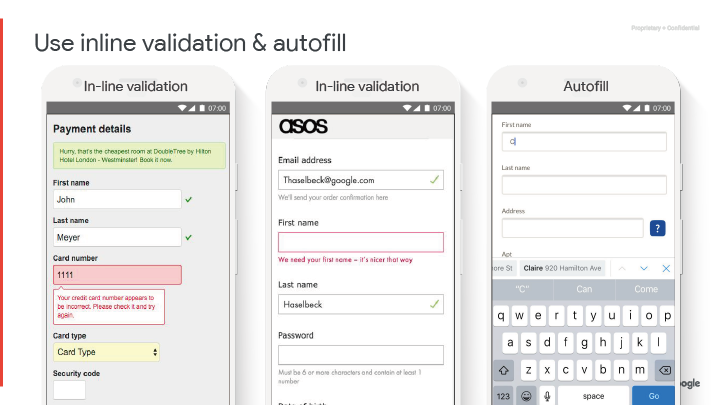 Proprietary + Confidential
Use inline validation & autofill
In-line validation
07:00
Payment details
Hurry, that's the cheapest room at DoubleTree by Hilton
Hotel London - Westminster! Book it now.
First name
John
Last name
Meyer
Card number
1111
Your credit card number appears to
be incorrect. Please check it and try
again.
Card type
Card Type
Security code
In-line validation
07:00
asos
Email address
Thaselbeck@google.com
We'll send your order confirmation here
First name
We need your first name – it's nicer that way
Last name
Haselbeck
Password
Must be 6 or more characters and contain at least 1
number
Date of birth
Autofill
07:00
First name
Last name
Address
?
Apt
ore St
Claire 920 Hamilton Ave
"C" Can Come
q w e r t y u i o p
a s d f g h j k l
z x c v b n m
123 space Go
ogle